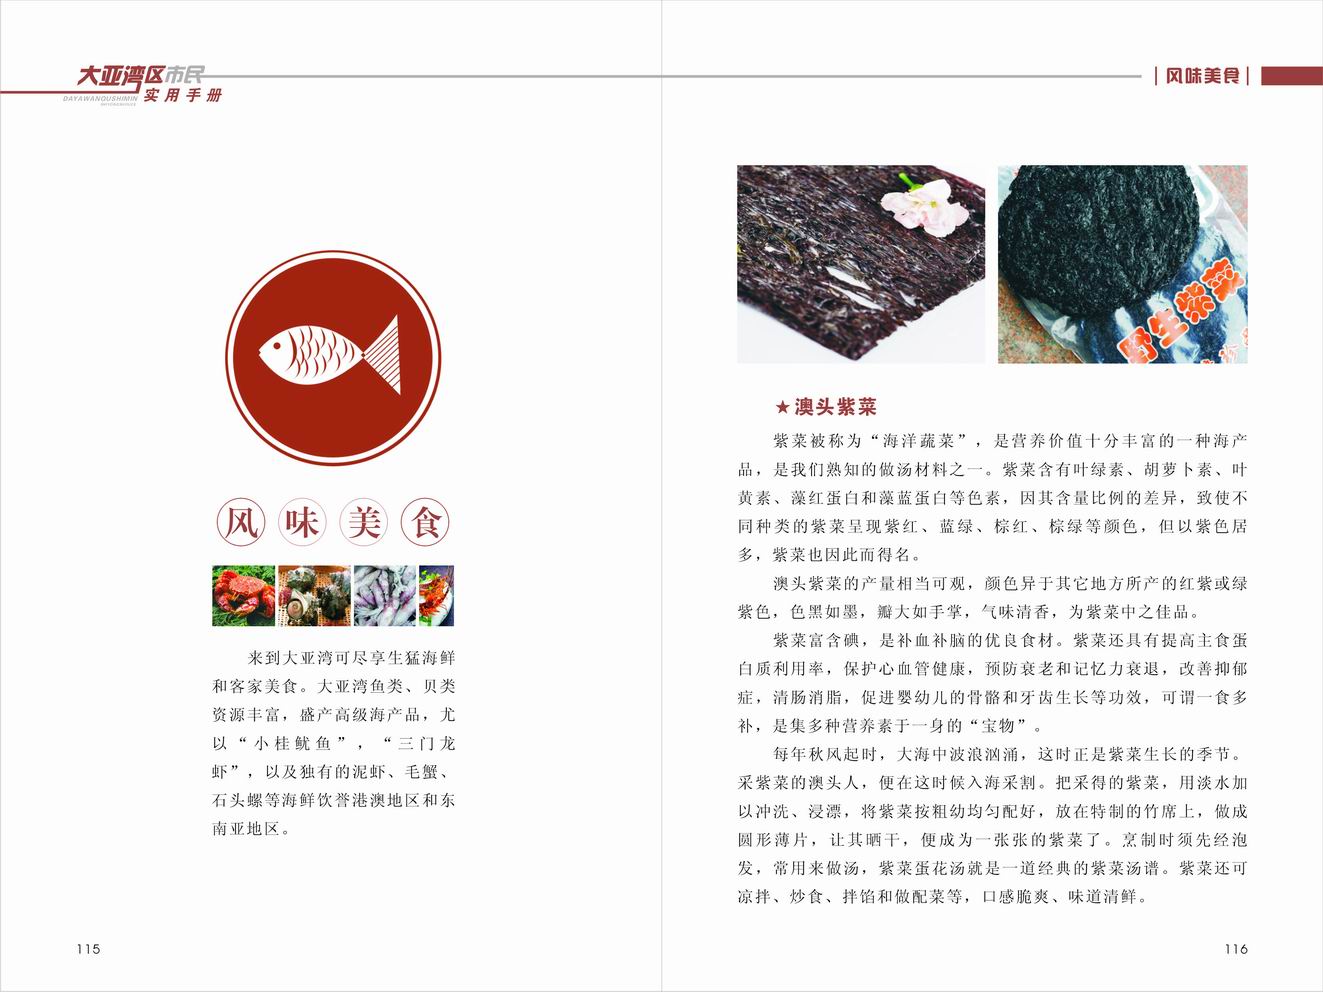 大亚湾区市民
DAYAWANQUSHIMIN
实用手册
风味美食
来到大亚湾可尽享生猛海鲜
和客家美食。大亚湾鱼类、贝类
资源丰富，盛产高级海产品，尤
以“小桂鱿鱼”，“三门龙
虾”，以及独有的泥虾、毛蟹、
石头螺等海鲜饮誉港澳地区和东
南亚地区。
115
风味美食
野生紫菜
★澳头紫菜
紫菜被称为“海洋蔬菜”，是营养价值十分丰富的一种海产
品，是我们熟知的做汤材料之一。紫菜含有叶绿素、胡萝卜素、叶
黄素、藻红蛋白和藻蓝蛋白等色素，因其含量比例的差异，致使不
同种类的紫菜呈现紫红、蓝绿、棕红、棕绿等颜色，但以紫色居
多，紫菜也因此而得名。
澳头紫菜的产量相当可观，颜色异于其它地方所产的红紫或绿
紫色，色黑如墨，瓣大如手掌，气味清香，为紫菜中之佳品。
紫菜富含碘，是补血补脑的优良食材。紫菜还具有提高主食蛋
白质利用率，保护心血管健康，预防衰老和记忆力衰退，改善抑郁
症，清肠消脂，促进婴幼儿的骨骼和牙齿生长等功效，可谓一食多
补，是集多种营养素于一身的“宝物”。
每年秋风起时，大海中波浪汹涌，这时正是紫菜生长的季节。
采紫菜的澳头人，便在这时候入海采割。把采得的紫菜，用淡水加
以冲洗、浸漂，将紫菜按粗幼均匀配好，放在特制的竹席上，做成
圆形薄片，让其晒干，便成为一张张的紫菜了。烹制时须先经泡
发，常用来做汤，紫菜蛋花汤就是一道经典的紫菜汤谱。紫菜还可
凉拌、炒食、拌馅和做配菜等，口感脆爽、味道清鲜。
116